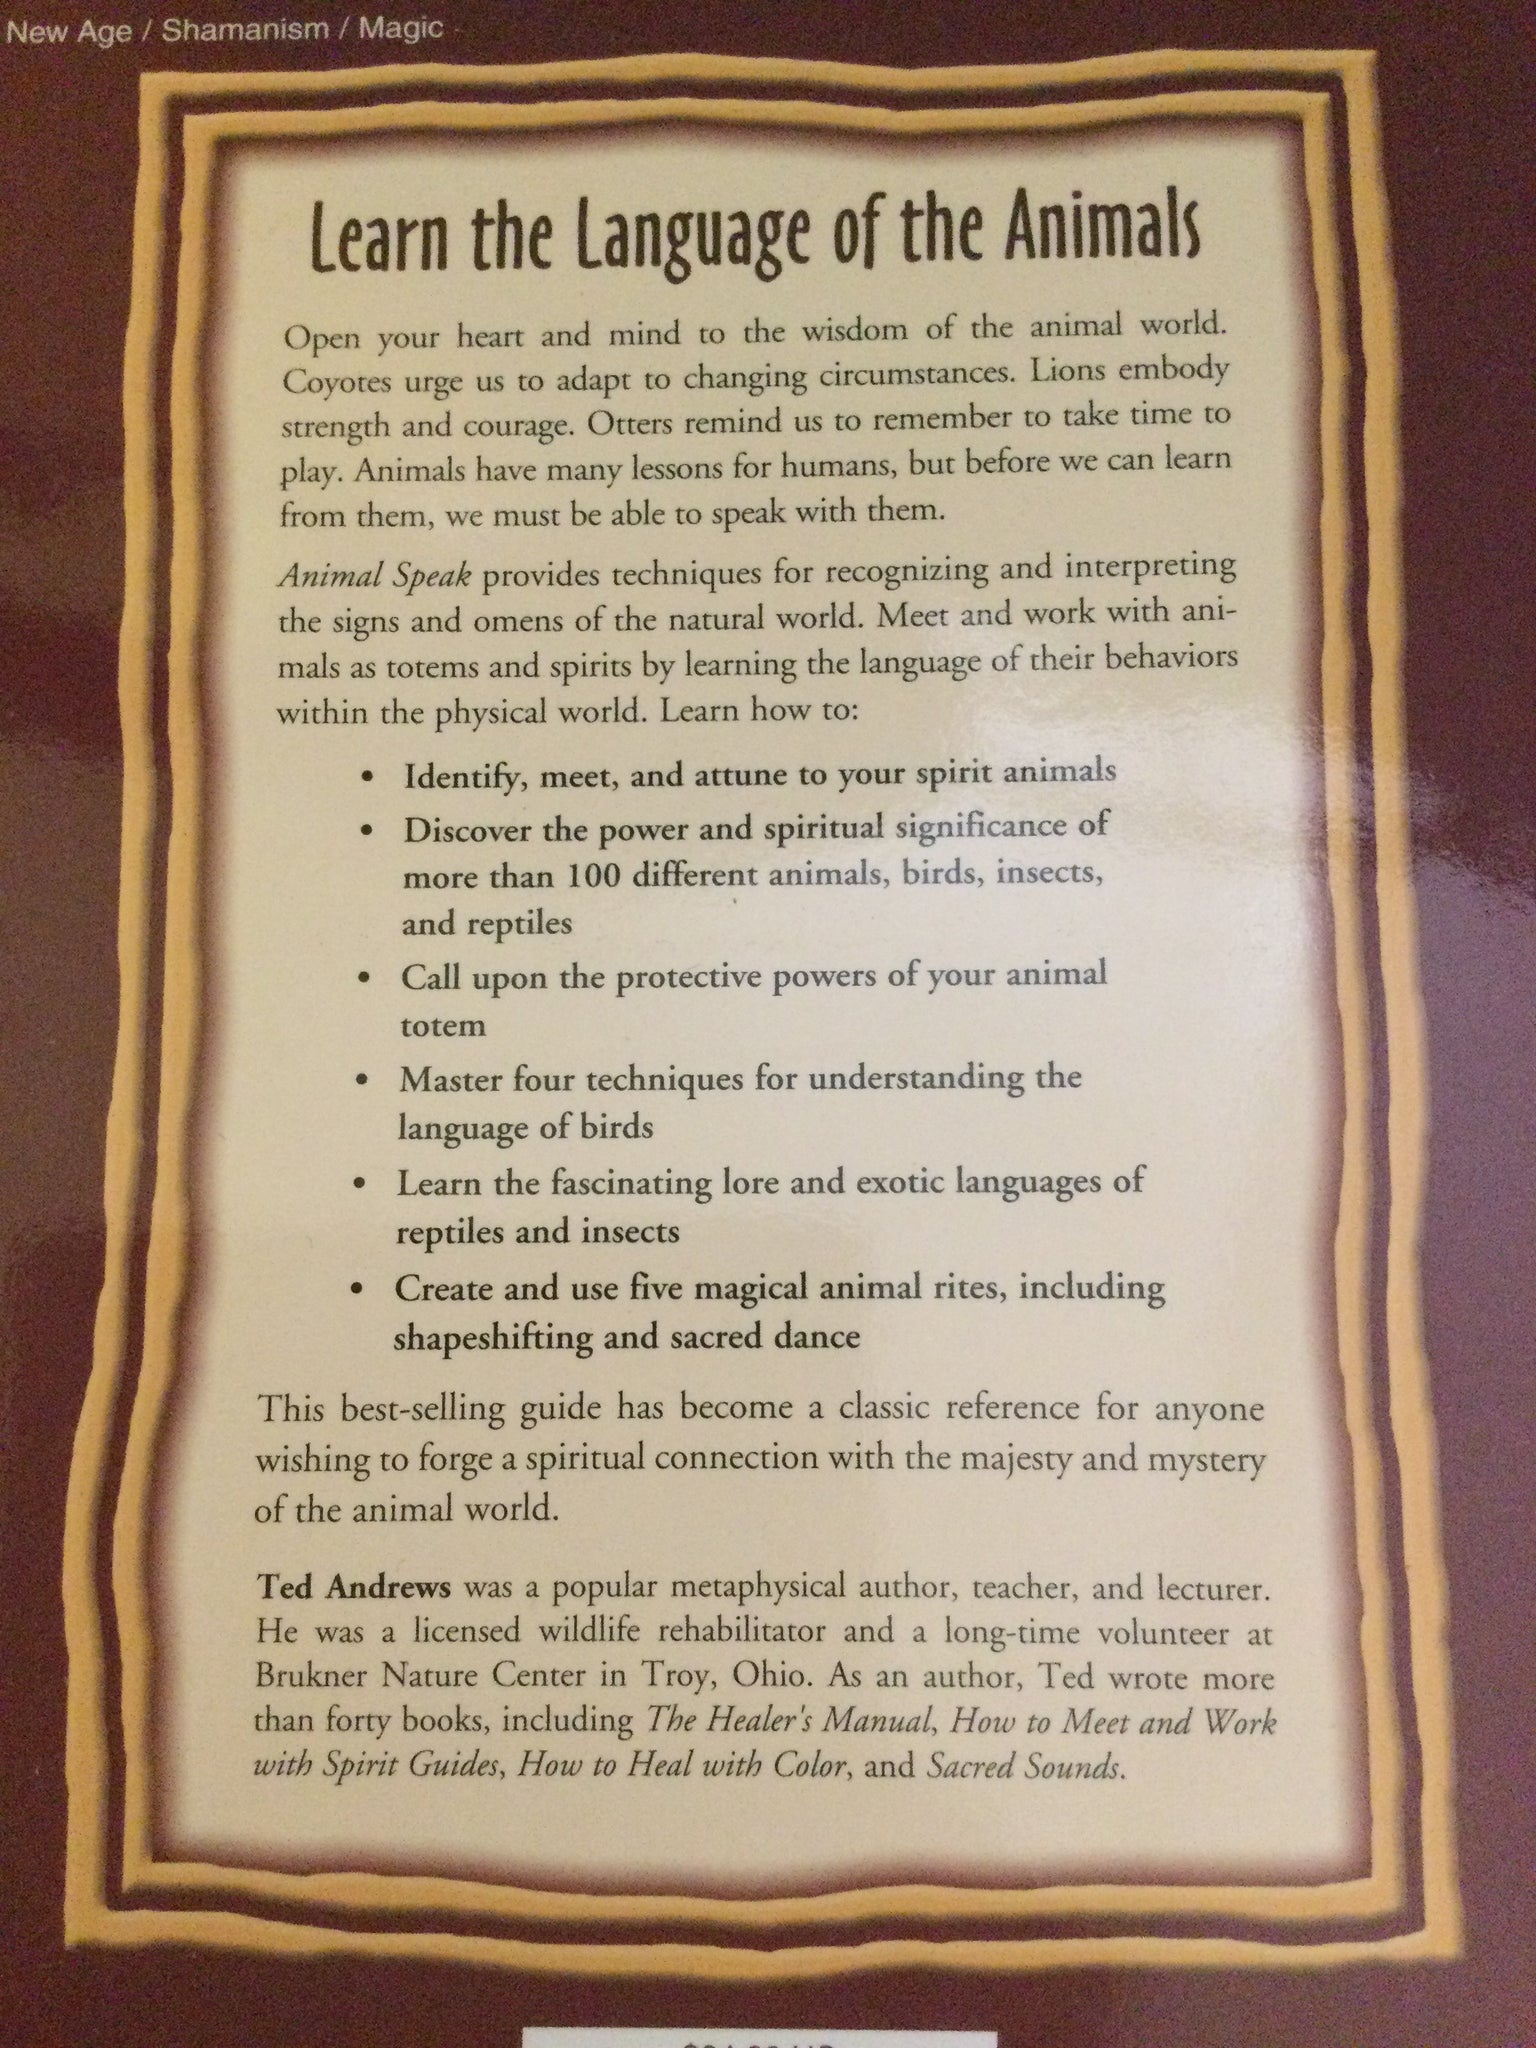 New Age / Shamanism / Magic
Learn the Language of the Animals
Open your heart and mind to the wisdom of the animal world.
Coyotes urge us to adapt to changing circumstances. Lions embody
strength and courage. Otters remind us to remember to take time to
play. Animals have many lessons for humans, but before we can learn
from them, we must be able to speak with them.
Animal Speak provides techniques for recognizing and interpreting
the signs and omens of the natural world. Meet and work with ani-
mals as totems and spirits by learning the language of their behaviors
within the physical world. Learn how to:
• Identify, meet, and attune to your spirit animals
• Discover the power and spiritual significance of
more than 100 different animals, birds, insects,
and reptiles
• Call upon the protective powers of your animal
totem
• Master four techniques for understanding the
language of birds
• Learn the fascinating lore and exotic languages of
reptiles and insects
• Create and use five magical animal rites, including
shapeshifting and sacred dance
This best-selling guide has become a classic reference for anyone
wishing to forge a spiritual connection with the majesty and mystery
of the animal world.
Ted Andrews was a popular metaphysical author, teacher, and lecturer.
He was a licensed wildlife rehabilitator and a long-time volunteer at
Brukner Nature Center in Troy, Ohio. As an author, Ted wrote more
than forty books, including The Healer's Manual, How to Meet and Work
with Spirit Guides, How to Heal with Color, and Sacred Sounds.